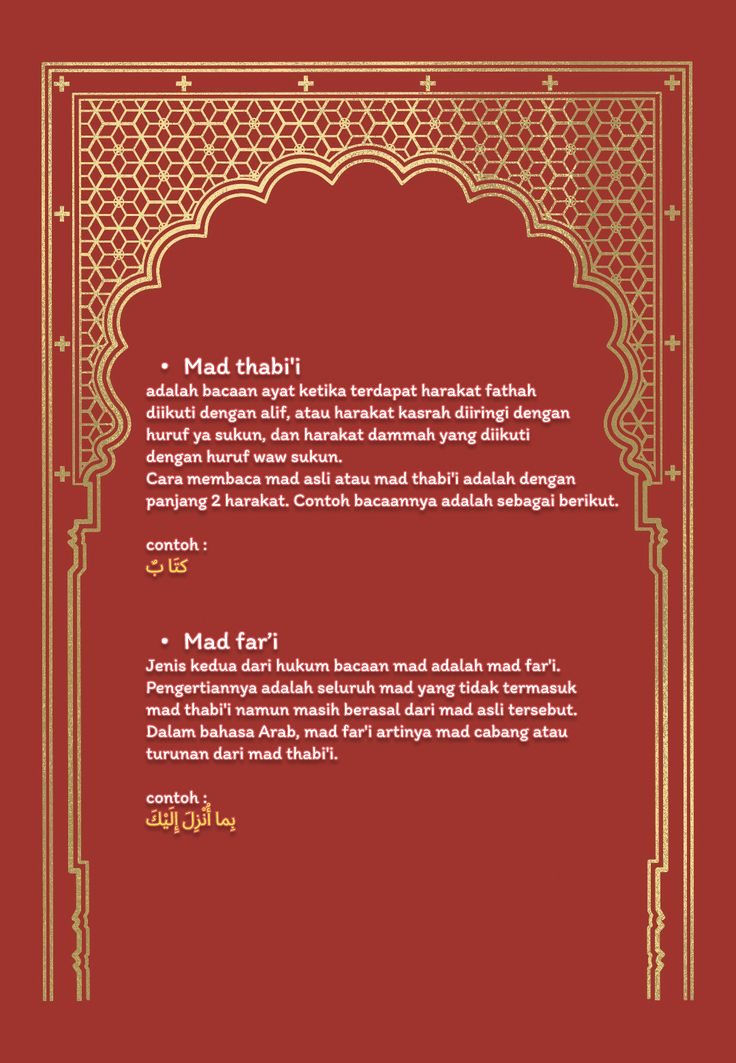 • Mad thabi'i
adalah bacaan ayat ketika terdapat harakat fathah
diikuti dengan alif, atau harakat kasrah diiringi dengan
huruf ya sukun, dan harakat dammah yang diikuti
dengan huruf waw sukun.
Cara membaca mad asli atau mad thabi'i adalah dengan
panjang 2 harakat. Contoh bacaannya adalah sebagai berikut.
contoh :
كتَا بٌ
• Mad far’i
Jenis kedua dari hukum bacaan mad adalah mad far'i.
Pengertiannya adalah seluruh mad yang tidak termasuk
mad thabi'i namun masih berasal dari mad asli tersebut.
Dalam bahasa Arab, mad far'i artinya mad cabang atau
turunan dari mad thabi'i.
contoh :
بِما أُنْزِلَ إِلَيْكَ